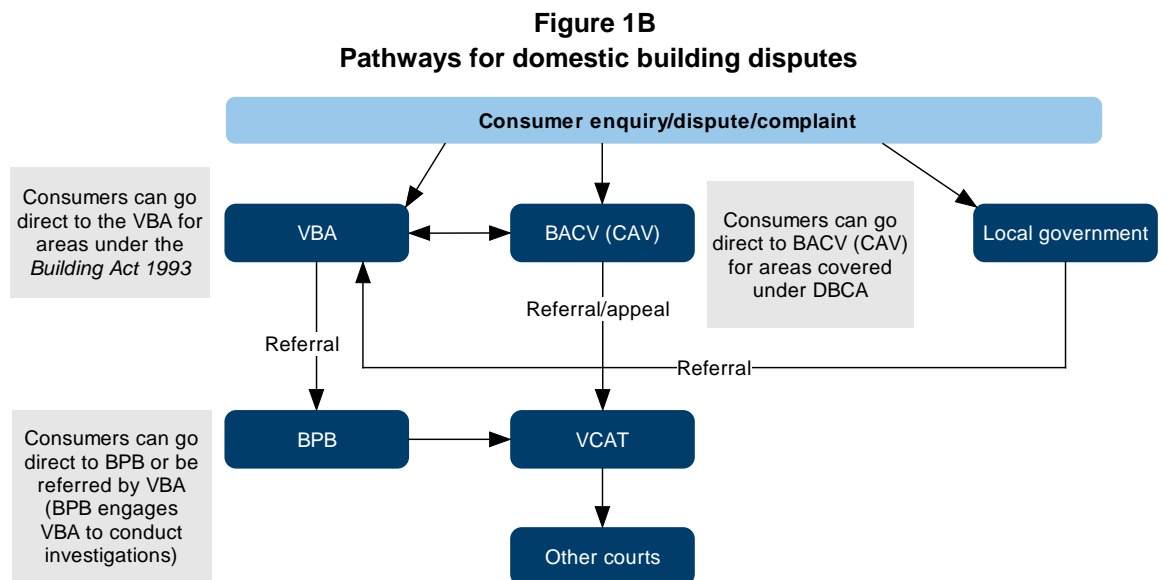 Figure 1B
Pathways for domestic building disputes
Consumer enquiry/dispute/complaint
Consumers can go
direct to the VBA for
areas under the
Building Act 1993
VBA
BACV (CAV)
Consumers can go
direct to BACV (CAV)
for areas covered
under DBCA
Local government
Referral/appeal
Referral
Referral
Consumers can go
direct to BPB or be
referred by VBA
(BPB engages
VBA to conduct
investigations)
BPB
VCAT
Other courts